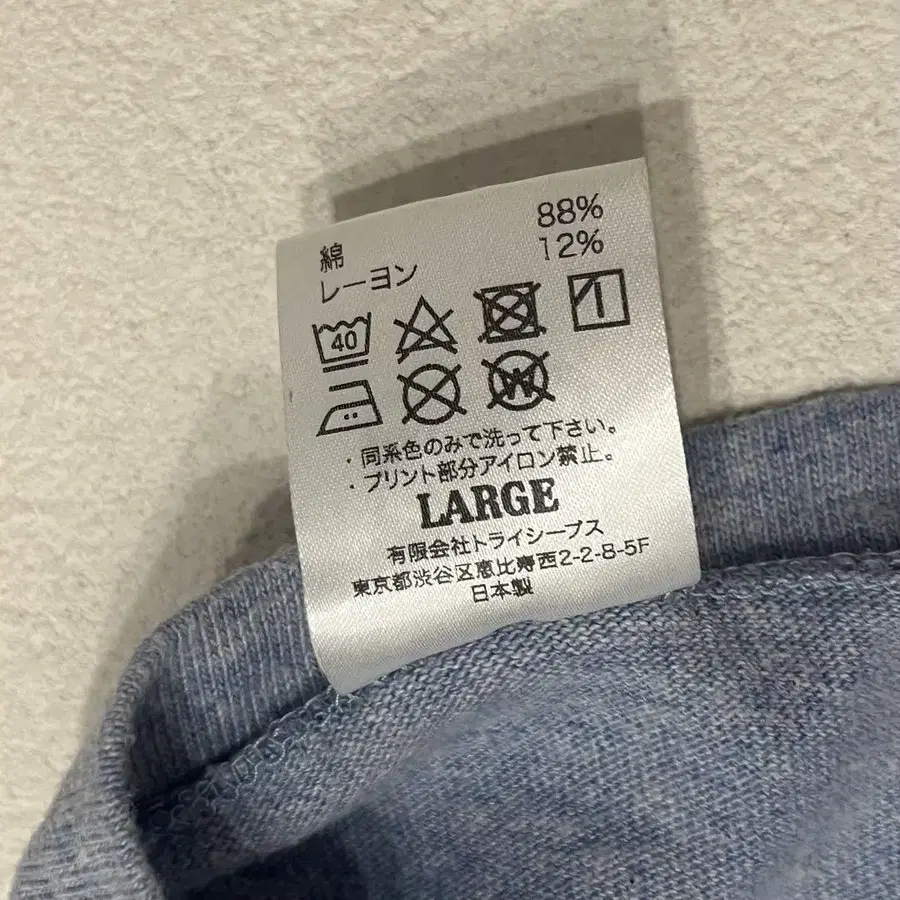 綿 88%
レーヨン 12%
40
W
・同系色のみで洗って下さい。
・プリント部分アイロン禁止。
LARGE
有限会社トライシープス
東京都渋谷区恵比寿西2-2-8-5F
日本製